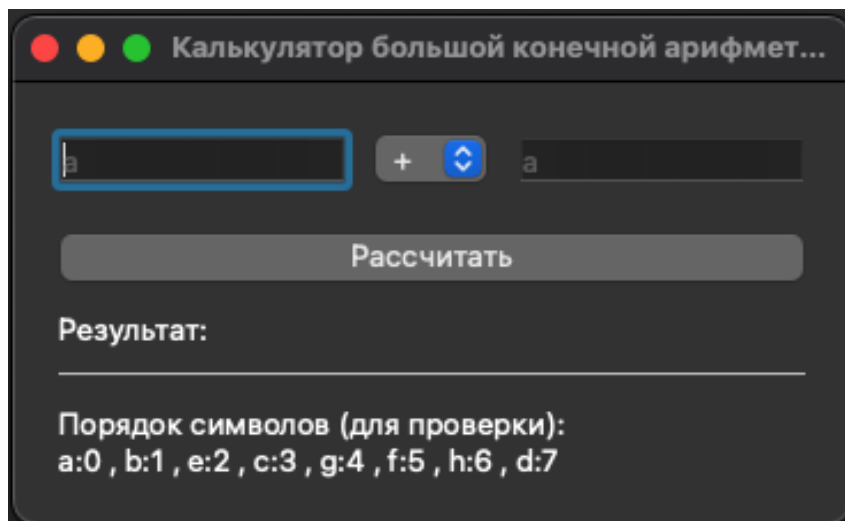 Калькулятор большой конечной арифмет...
a + a
Рассчитать
Результат:
Порядок символов (для проверки):
a:0 , b:1 , e:2 , c:3 , g:4 , f:5 , h:6 , d:7